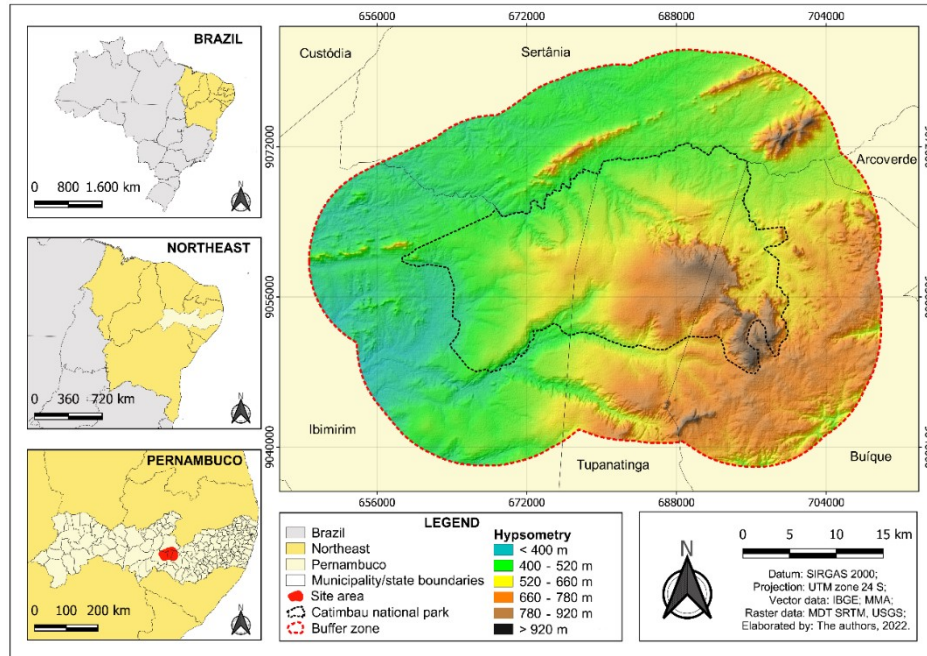 BRAZIL
0 800 1.600 km
NORTHEAST
0 360 720 km
PERNAMBUCO
0 100 200 km
656000 672000 688000 704000
Custódia
Sertânia
9072000
9072000
Arcoverde
9056000
9056000
Ibimirim
9040000
9040000
Tupanatinga
Buíque
656000 672000 688000 704000
LEGEND
Brazil
Northeast
Pernambuco
Municipality/state boundaries
Site area
Catimbau national park
Buffer zone
Hypsometry
< 400 m
400 - 520 m
520 - 660 m
660 - 780 m
780 - 920 m
> 920 m
N
0 5 10 15 km
Datum: SIRGAS 2000;
Projection: UTM zone 24 S;
Vector data: IBGE; MMA;
Raster data: MDT SRTM, USGS;
Elaborated by: The authors, 2022.